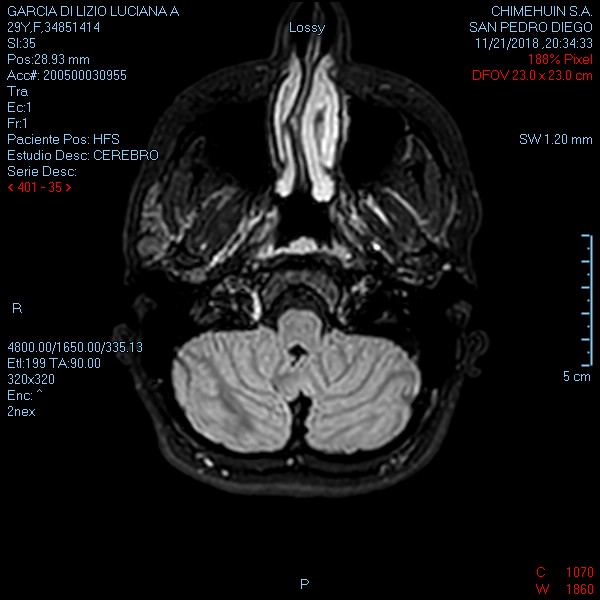 GARCIA DI LIZIO LUCIANA A
29Y,F,34851414
Sl:35
Pos:28.93 mm
Acc#: 200500030955
Tra
Ec:1
Fr:1
Paciente Pos: HFS
Estudio Desc: CEREBRO
Serie Desc:
< 401 - 35 >
Lossy
CHIMEHUIN S.A.
SAN PEDRO DIEGO
11/21/2018 ,20:34:33
188% Pixel
DFOV 23.0 x 23.0 cm
SW 1.20 mm
R
4800.00/1650.00/335.13
Etl:199 TA:90.00
320x320
Enc: ^
2nex
5 cm
P
C 1070
W 1860